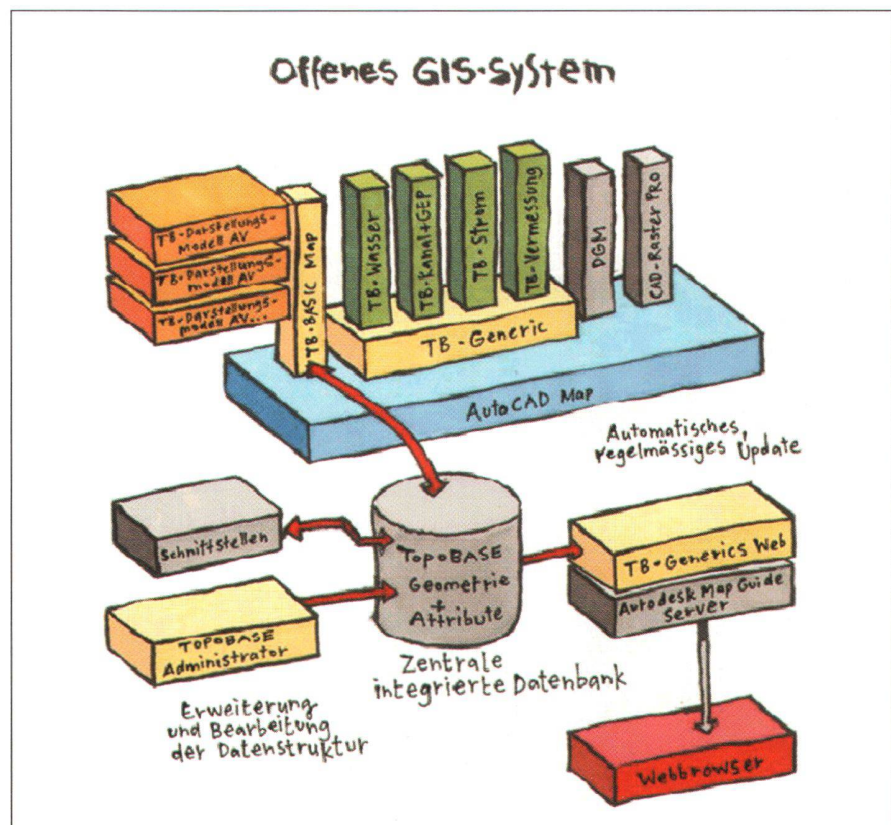 Offenes GIS-System
TB-Darstellungs-
Modell AV
TB-Darstellungs-
modell AV
TB-Darstellungs-
modell AV...
TB-BASIC MAP
TB-Wasser
TB-Kanal+GEP
TB-Strom
TB-Vermessung
DGM
CAD-Raster PRO
TB-Generic
AutoCAD Map
Automatisches,
regelmässiges Update
Schnittstellen
TOPOBASE
Geometrie
+
Attribute
TB-Generics Web
Autodesk Map Guide
Server
TOPOBASE
Administrator
Zentrale
integrierte Datenbank
Erweiterung
und Bearbeitung
der Datenstruktur
Webbrowser